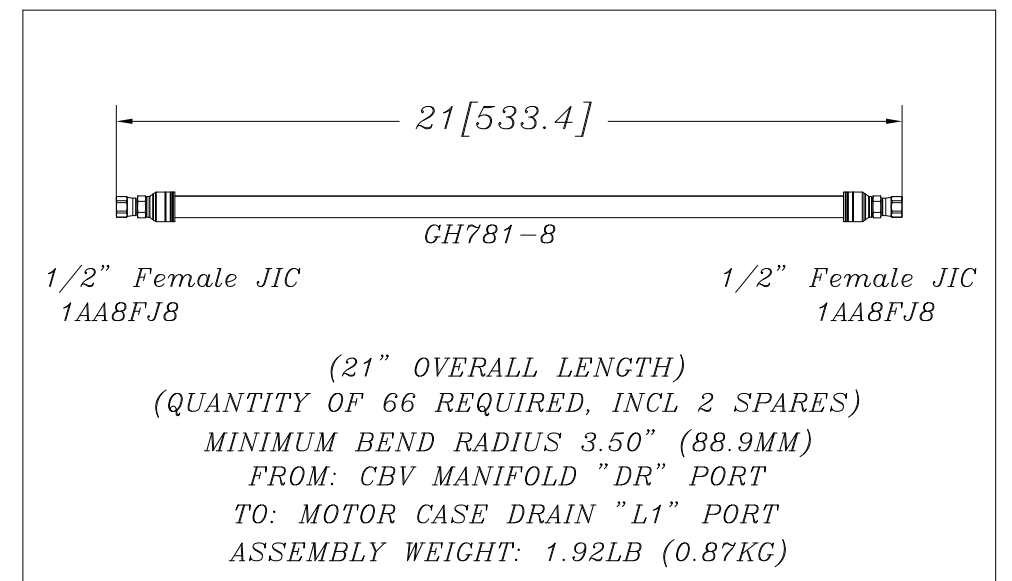 21[533.4]
GH781-8
1/2" Female JIC
1AA8FJ8
1/2" Female JIC
1AA8FJ8
(21" OVERALL LENGTH)
(QUANTITY OF 66 REQUIRED, INCL 2 SPARES)
MINIMUM BEND RADIUS 3.50" (88.9MM)
FROM: CBV MANIFOLD "DR" PORT
TO: MOTOR CASE DRAIN "L1" PORT
ASSEMBLY WEIGHT: 1.92LB (0.87KG)